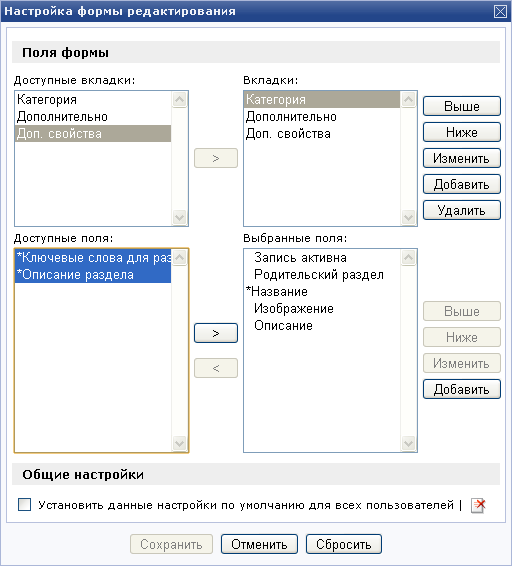 Настройка формы редактирования
Поля формы
Доступные вкладки:
Категория
Дополнительно
Доп. свойства
>
Вкладки:
Категория
Дополнительно
Доп. свойства
Выше
Ниже
Изменить
Добавить
Удалить
Доступные поля:
*Ключевые слова для раз
*Описание раздела
>
<
Выбранные поля:
Запись активна
Родительский раздел
*Название
Изображение
Описание
Выше
Ниже
Изменить
Добавить
Общие настройки
Установить данные настройки по умолчанию для всех пользователей |
Сохранить
Отменить
Сбросить